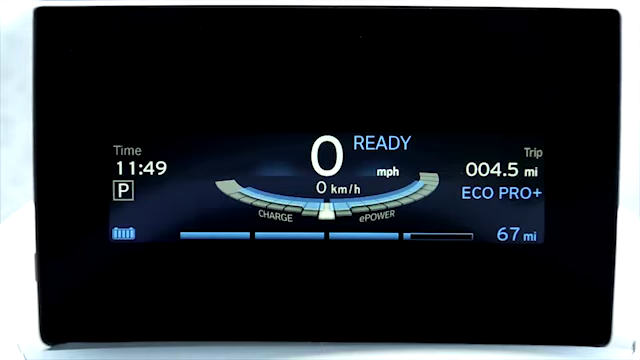 Time
11:49
P
0 READY
mph
0 km/h
CHARGE
ePOWER
Trip
004.5 mi
ECO PRO+
67 mi